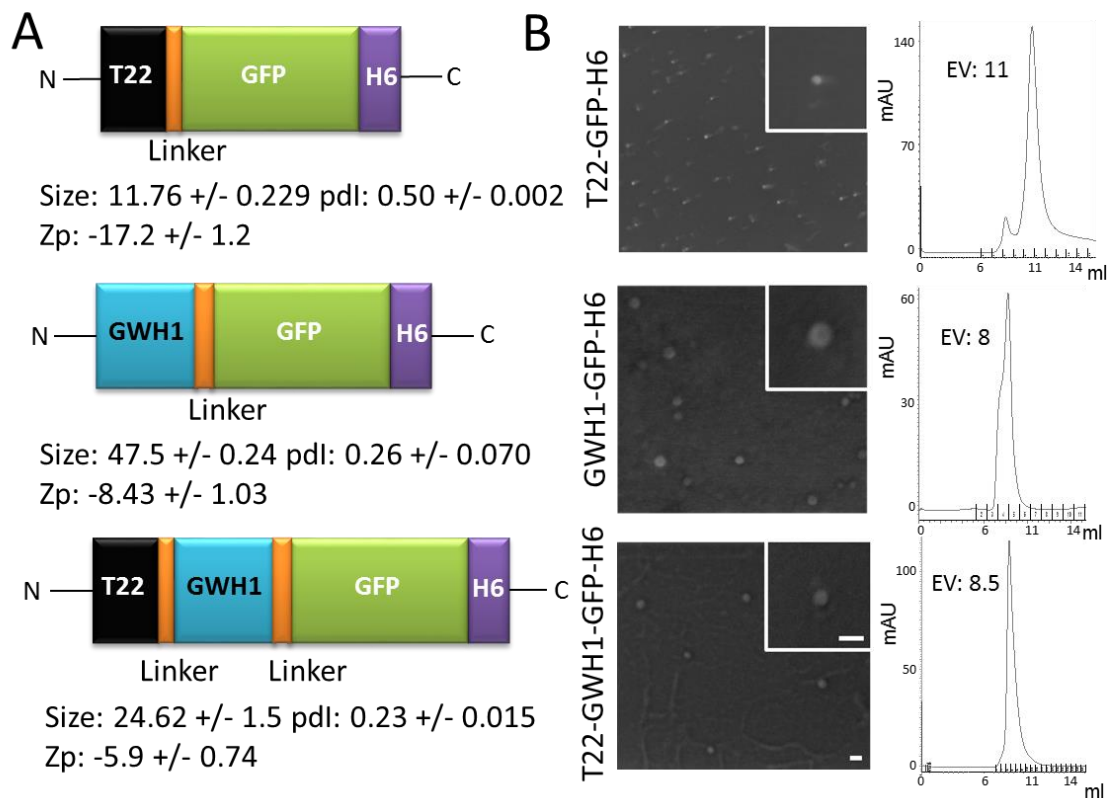 A
N
T22
GFP
H6
C
Linker
Size: 11.76 +/- 0.229 pdI: 0.50 +/- 0.002
Zp: -17.2 +/- 1.2
N
GWH1
GFP
H6
C
Linker
Size: 47.5 +/- 0.24 pdI: 0.26 +/- 0.070
Zp: -8.43 +/- 1.03
N
T22
GWH1
GFP
H6
C
Linker
Linker
Size: 24.62 +/- 1.5 pdI: 0.23 +/- 0.015
Zp: -5.9 +/- 0.74
B
T22-GFP-H6
mAU
140
70
0
EV: 11
0 6 11 14 ml
GWH1-GFP-H6
mAU
60
30
0
EV: 8
0 6 10 14 ml
T22-GWH1-GFP-H6
mAU
100
50
0
EV: 8.5
0 6 10 14 ml